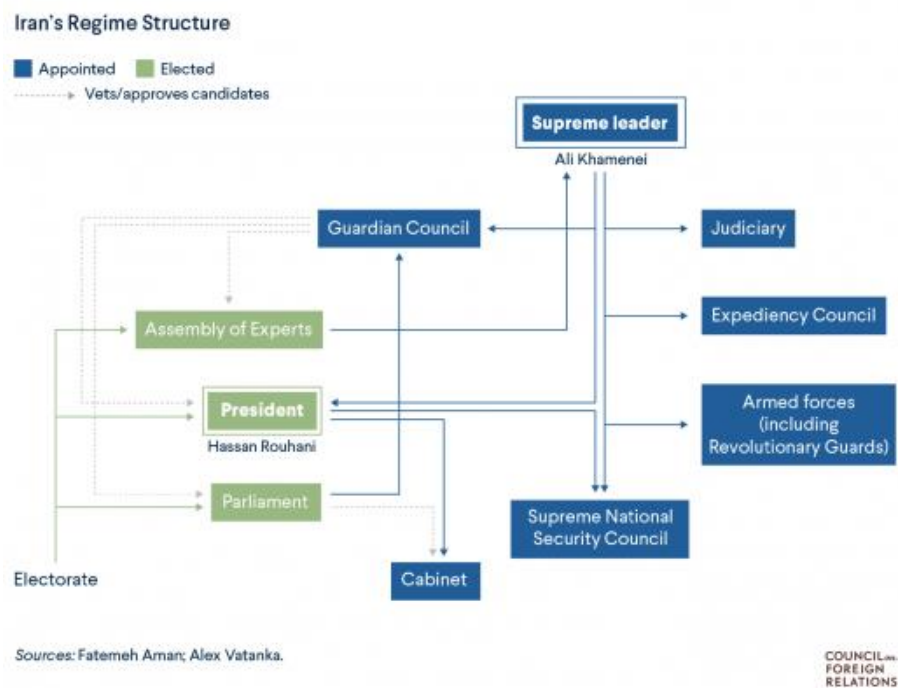 Iran's Regime Structure
Appointed
Elected
Vets/approves candidates
Supreme leader
Ali Khamenei
Guardian Council
Judiciary
Assembly of Experts
Expediency Council
President
Hassan Rouhani
Armed forces
(including
Revolutionary Guards)
Parliament
Supreme National
Security Council
Electorate
Cabinet
Sources: Fatemeh Aman; Alex Vatanka.
COUNCIL on
FOREIGN
RELATIONS